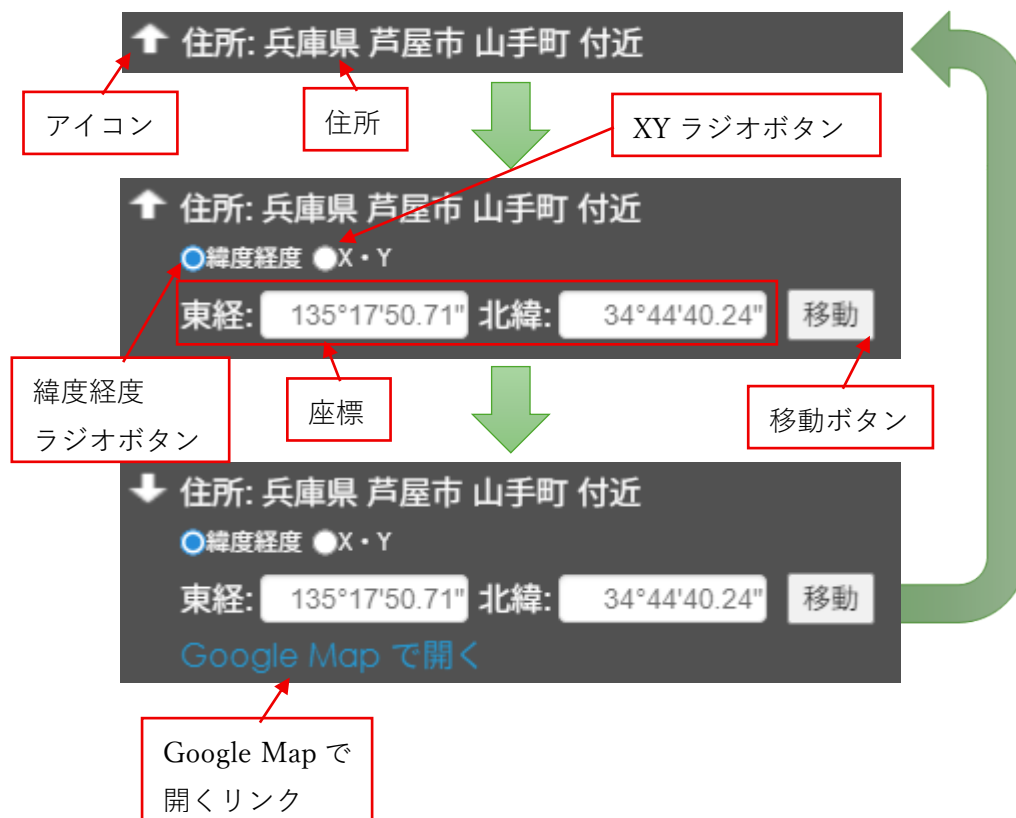 住所: 兵庫県 芦屋市 山手町 付近
アイコン
住所
XY ラジオボタン
住所: 兵庫県 芦屋市 山手町 付近
緯度経度 X・Y
東経: 135°17'50.71" 北緯: 34°44'40.24" 移動
緯度経度
ラジオボタン
座標
移動ボタン
住所: 兵庫県 芦屋市 山手町 付近
緯度経度 X・Y
東経: 135°17'50.71" 北緯: 34°44'40.24" 移動
Google Map で開く
Google Map で
開くリンク